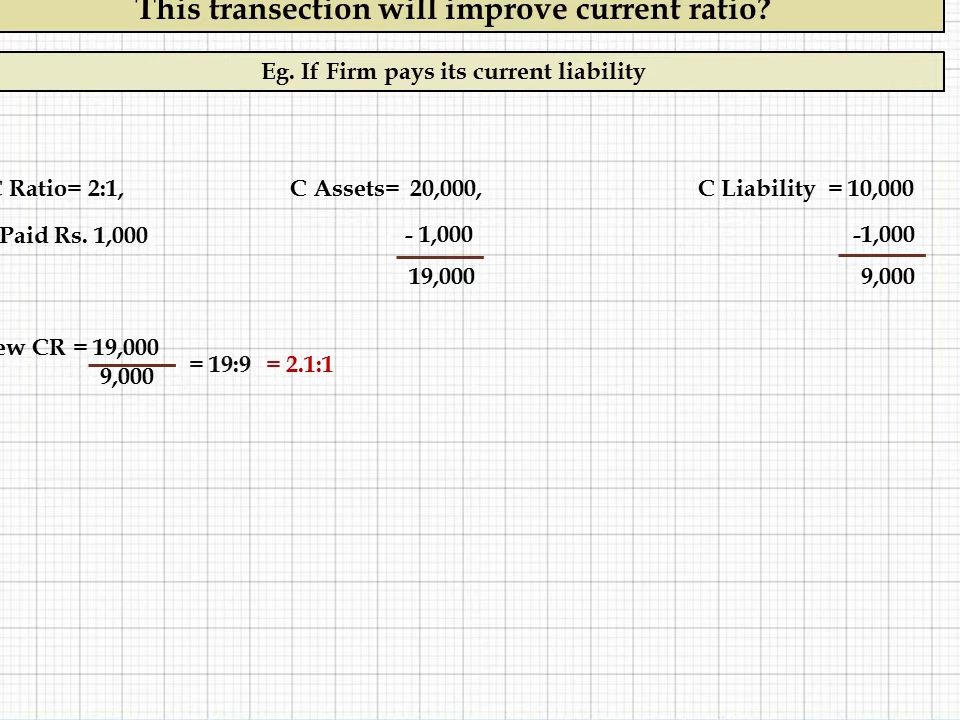 This transection will improve current ratio?
Eg. If Firm pays its current liability
Ratio= 2:1, C Assets= 20,000, C Liability = 10,000
Paid Rs. 1,000 - 1,000 -1,000
19,000 9,000
CR = 19,000
9,000 = 19:9 = 2.1:1